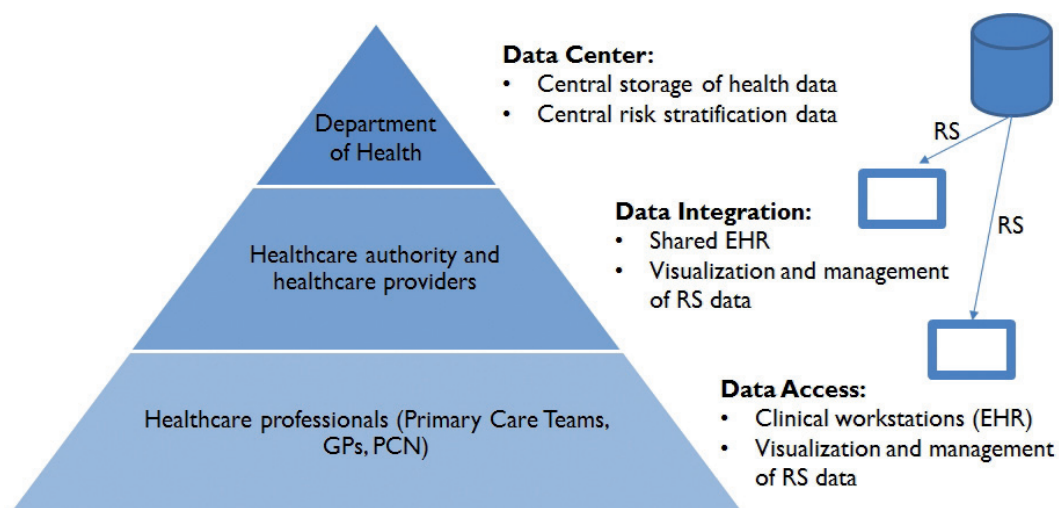 Department
of Health
Data Center:
• Central storage of health data
• Central risk stratification data
RS
Healthcare authority and
healthcare providers
Data Integration:
• Shared EHR
• Visualization and management
of RS data
RS
Healthcare professionals (Primary Care Teams,
GPs, PCN)
Data Access:
• Clinical workstations (EHR)
• Visualization and management
of RS data